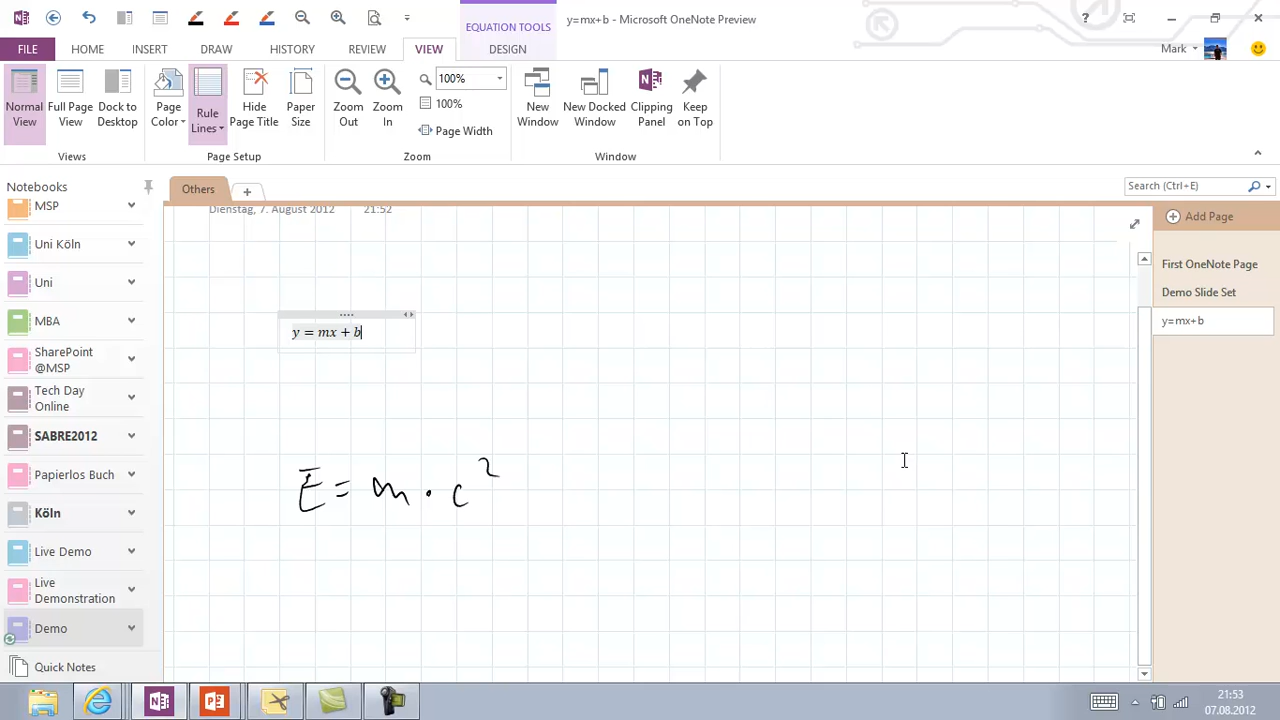 y=mx+b - Microsoft OneNote Preview
EQUATION TOOLS
FILE HOME INSERT DRAW HISTORY REVIEW VIEW DESIGN
Mark
Normal View
Full Page View
Dock to Desktop
Page Color
Rule Lines
Hide Page Title
Paper Size
Zoom Out
Zoom In
100%
100%
Page Width
New Window
New Docked Window
Clipping Panel
Keep on Top
Views
Page Setup
Zoom
Window
Notebooks
Others
Search (Ctrl+E)
MSP
Uni Köln
Uni
MBA
SharePoint @MSP
Tech Day Online
SABRE2012
Papierlos Buch
Köln
Live Demo
Live Demonstration
Demo
Quick Notes
Dienstag, 7. August 2012 21:52
y = mx + b
E = m · c²
Add Page
First OneNote Page
Demo Slide Set
y=mx+b
21:53
07.08.2012